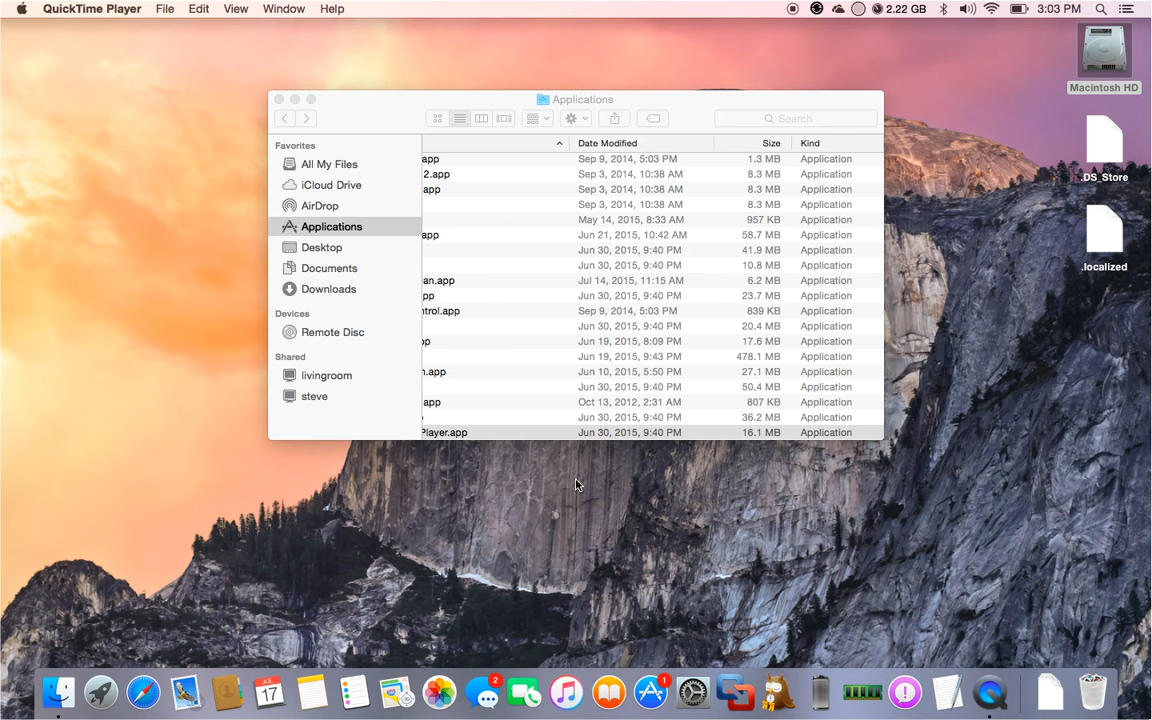 QuickTime Player File Edit View Window Help 2.22 GB 3:03 PM
Macintosh HD
.DS_Store
.localized
Applications
Search
Favorites
All My Files
iCloud Drive
AirDrop
Applications
Desktop
Documents
Downloads
Devices
Remote Disc
Shared
livingroom
steve
Date Modified Size Kind
app Sep 9, 2014, 5:03 PM 1.3 MB Application
2.app Sep 3, 2014, 10:38 AM 8.3 MB Application
app Sep 3, 2014, 10:38 AM 8.3 MB Application
Sep 3, 2014, 10:38 AM 8.3 MB Application
May 14, 2015, 8:33 AM 957 KB Application
app Jun 21, 2015, 10:42 AM 58.7 MB Application
Jun 30, 2015, 9:40 PM 41.9 MB Application
Jun 30, 2015, 9:40 PM 10.8 MB Application
an.app Jul 14, 2015, 11:15 AM 6.2 MB Application
pp Jun 30, 2015, 9:40 PM 23.7 MB Application
ntrol.app Sep 9, 2014, 5:03 PM 839 KB Application
Jun 30, 2015, 9:40 PM 20.4 MB Application
op Jun 19, 2015, 8:09 PM 17.6 MB Application
Jun 19, 2015, 9:43 PM 478.1 MB Application
n.app Jun 10, 2015, 5:50 PM 27.1 MB Application
Jun 30, 2015, 9:40 PM 50.4 MB Application
app Oct 13, 2012, 2:31 AM 807 KB Application
Jun 30, 2015, 9:40 PM 36.2 MB Application
Player.app Jun 30, 2015, 9:40 PM 16.1 MB Application
JUL
17
2
1